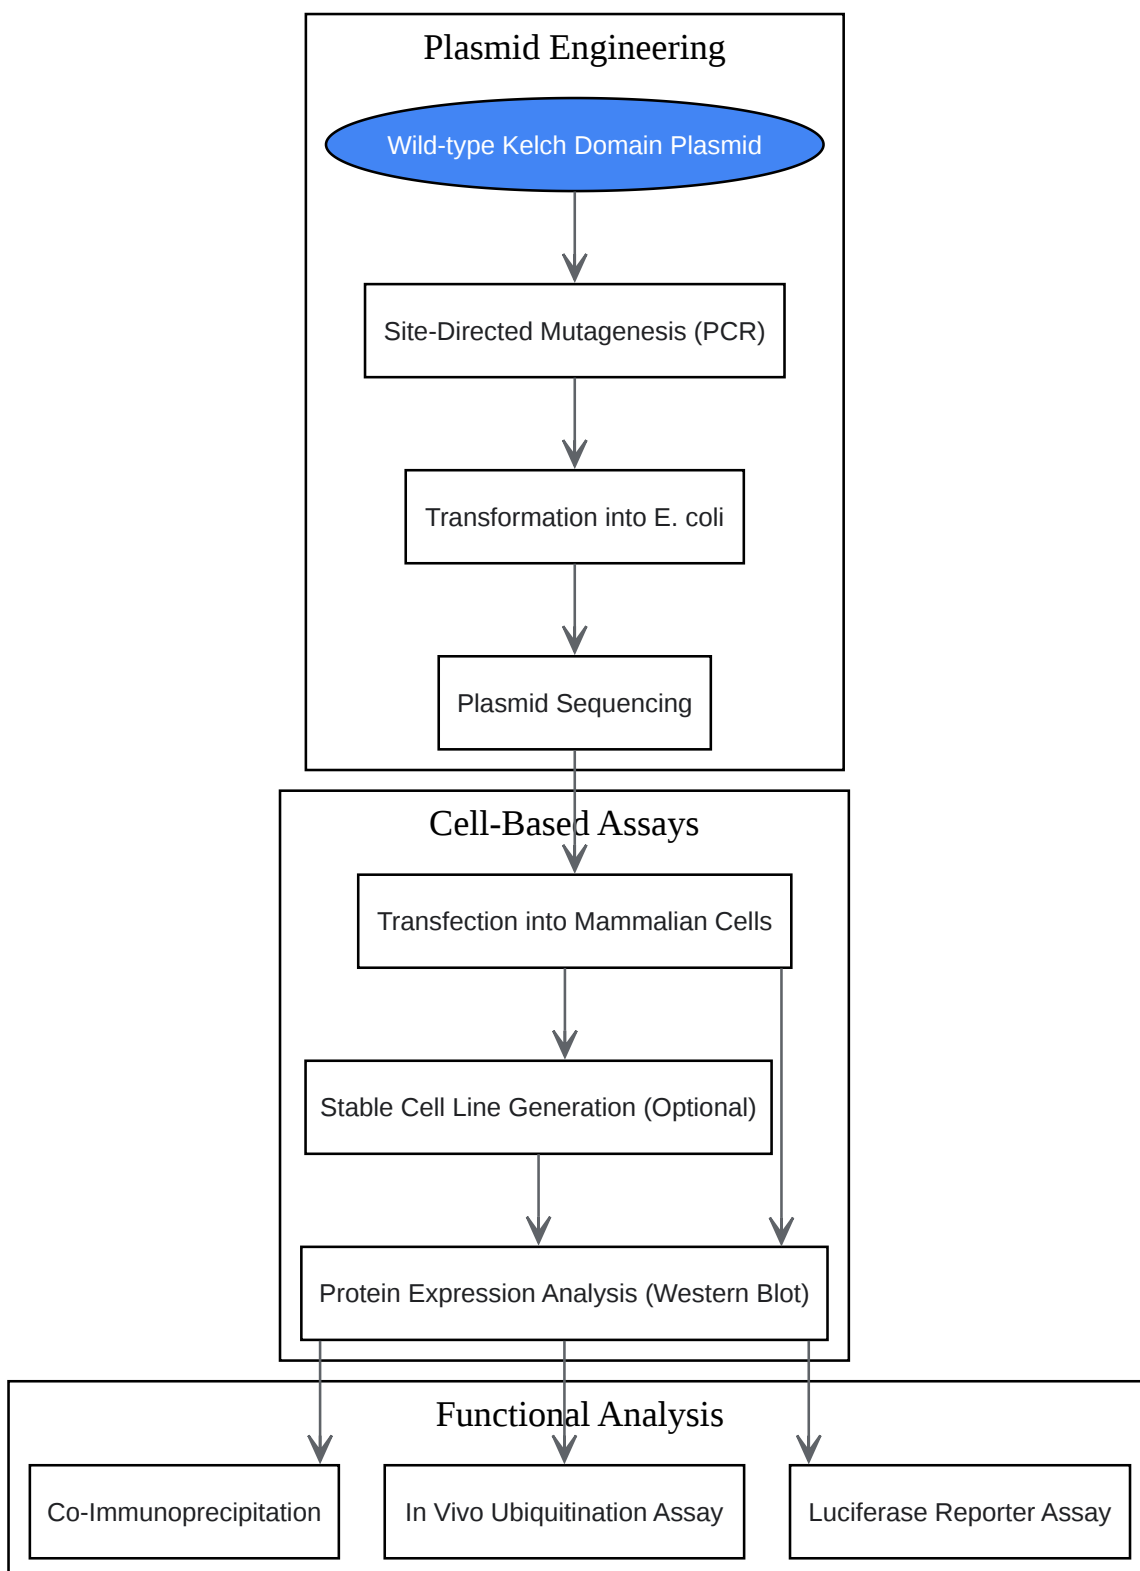 Plasmid Engineering
Wild-type Kelch Domain Plasmid
Site-Directed Mutagenesis (PCR)
Transformation into E. coli
Plasmid Sequencing
Cell-Based Assays
Transfection into Mammalian Cells
Stable Cell Line Generation (Optional)
Protein Expression Analysis (Western Blot)
Functional Analysis
Co-Immunoprecipitation
In Vivo Ubiquitination Assay
Luciferase Reporter Assay